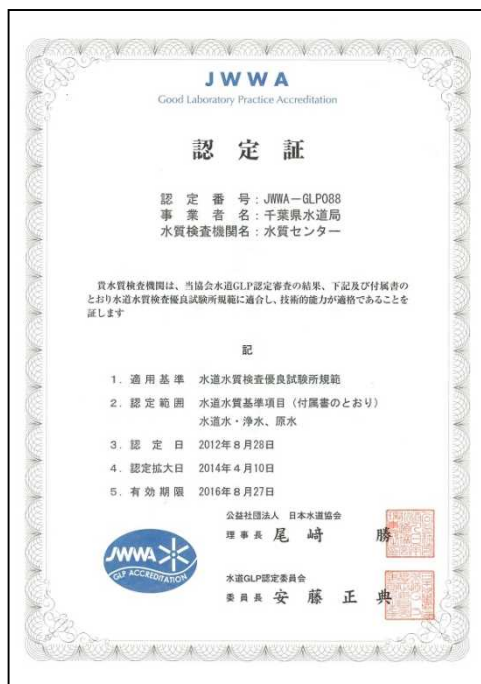 JWWA
Good Laboratory Practice Accreditation
認定証
認定番号：JWWA－GLP088
事業者名：千葉県水道局
水質検査機関名：水質センター
貴水質検査機関は、当協会水道GLP認定審査の結果、下記及び付属書の
とおり水道水質検査優良試験所規範に適合し、技術的能力が適格であることを
証します
記
1．適用基準　水道水質検査優良試験所規範
2．認定範囲　水道水質基準項目（付属書のとおり）
水道水・浄水、原水
3．認定日　2012年8月28日
4．認定拡大日　2014年4月10日
5．有効期限　2016年8月27日
公益社団法人　日本水道協会
理事長　尾﨑　勝
JWWA
GLP ACCREDITATION
水道GLP認定委員会
委員長　安藤正典